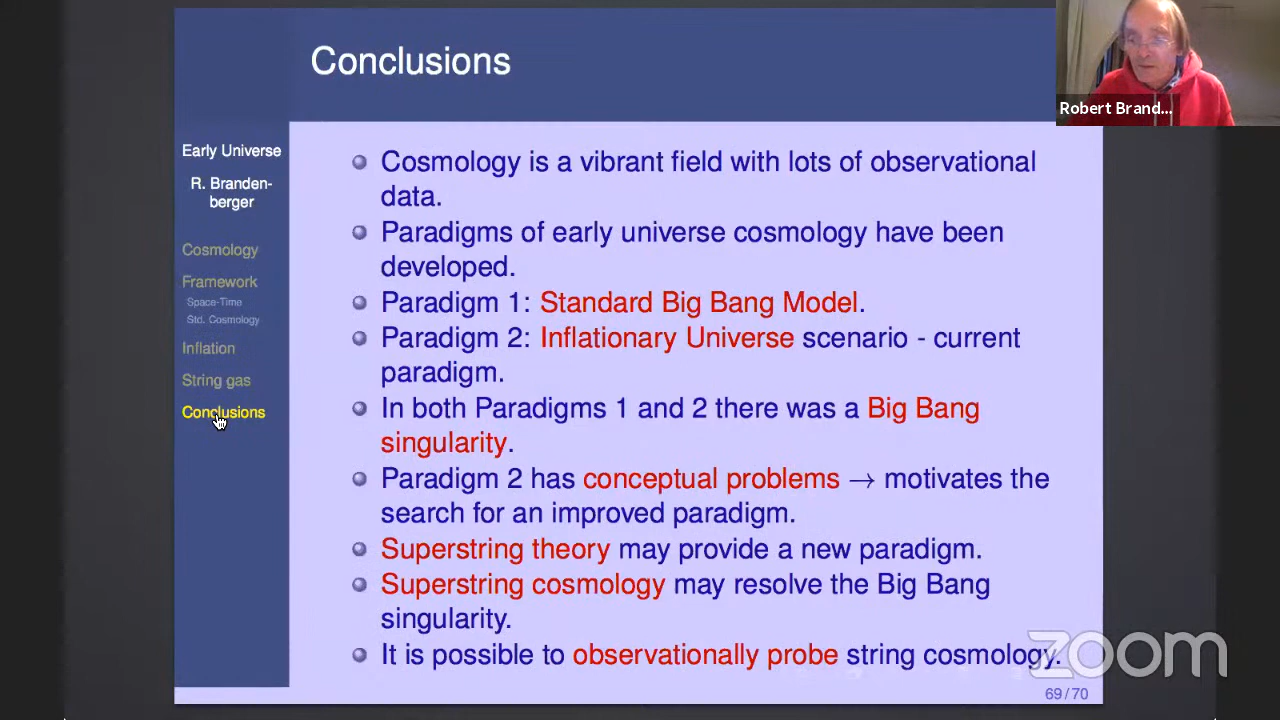 Conclusions
Robert Brand...
Early Universe
R. Branden-
berger
Cosmology
Framework
Space-Time
Std. Cosmology
Inflation
String gas
Conclusions
Cosmology is a vibrant field with lots of observational
data.
Paradigms of early universe cosmology have been
developed.
Paradigm 1: Standard Big Bang Model.
Paradigm 2: Inflationary Universe scenario - current
paradigm.
In both Paradigms 1 and 2 there was a Big Bang
singularity.
Paradigm 2 has conceptual problems → motivates the
search for an improved paradigm.
Superstring theory may provide a new paradigm.
Superstring cosmology may resolve the Big Bang
singularity.
It is possible to observationally probe string cosmology.
zoom
69/70